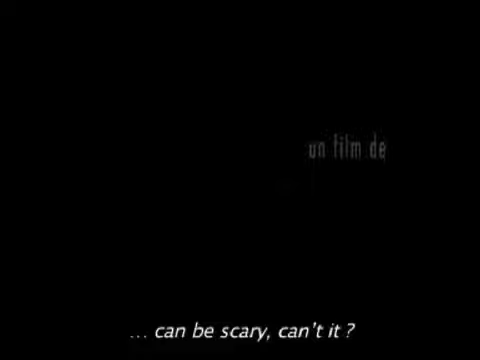 un film de
... can be scary, can't it ?